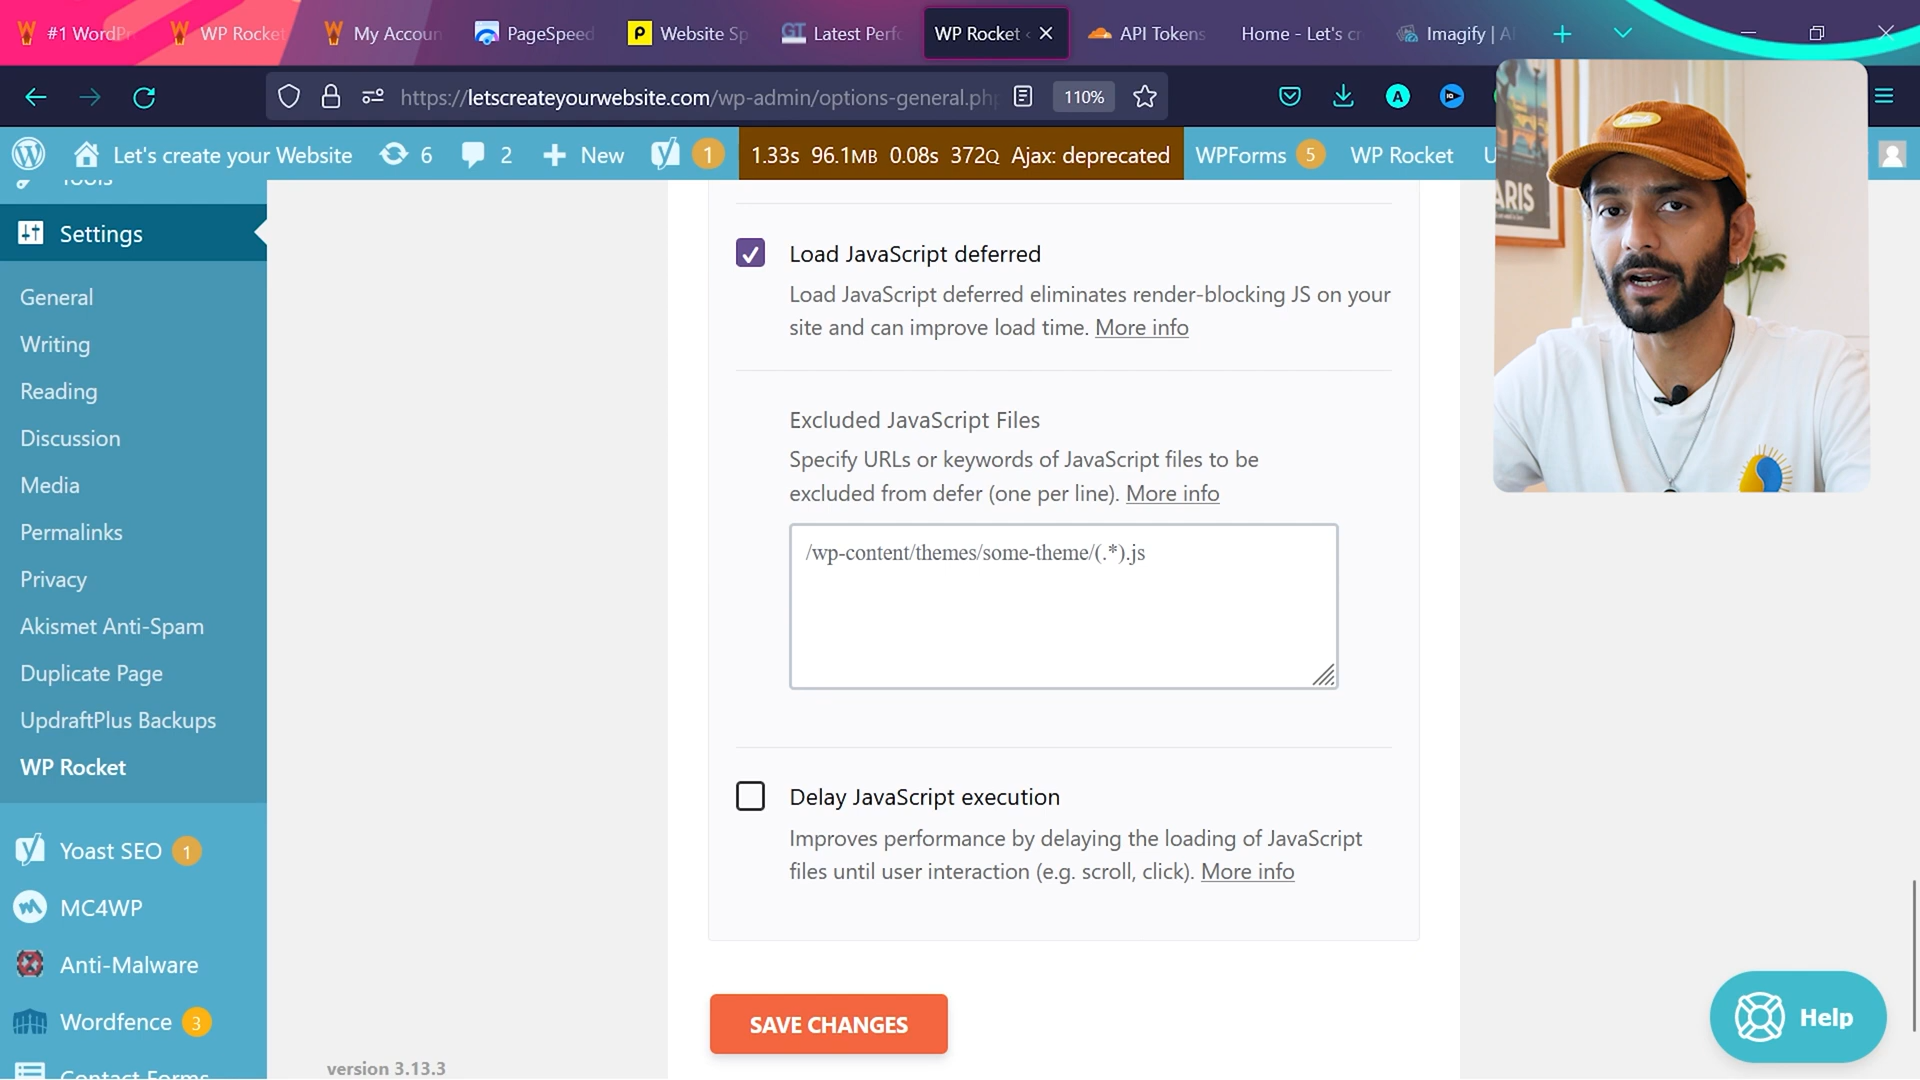 #1 WordPr
WP Rocket
My Accoun
PageSpeed
Website Sp
GT
Latest Perfo
WP Rocket ‹
API Tokens
Home - Let's cr
Imagify | A
https://letscreateyourwebsite.com/wp-admin/options-general.php
110%
A
Let's create your Website
6
2
New
1
1.33s 96.1MB 0.08s 372Q Ajax: deprecated
WPForms 5
WP Rocket
U
ARIS
Tools
Settings
General
Writing
Reading
Discussion
Media
Permalinks
Privacy
Akismet Anti-Spam
Duplicate Page
UpdraftPlus Backups
WP Rocket
Yoast SEO 1
MC4WP
Anti-Malware
Wordfence 3
Contact Forms
Load JavaScript deferred
Load JavaScript deferred eliminates render-blocking JS on your
site and can improve load time. More info
Excluded JavaScript Files
Specify URLs or keywords of JavaScript files to be
excluded from defer (one per line). More info
/wp-content/themes/some-theme/(.*).js
Delay JavaScript execution
Improves performance by delaying the loading of JavaScript
files until user interaction (e.g. scroll, click). More info
SAVE CHANGES
version 3.13.3
Help